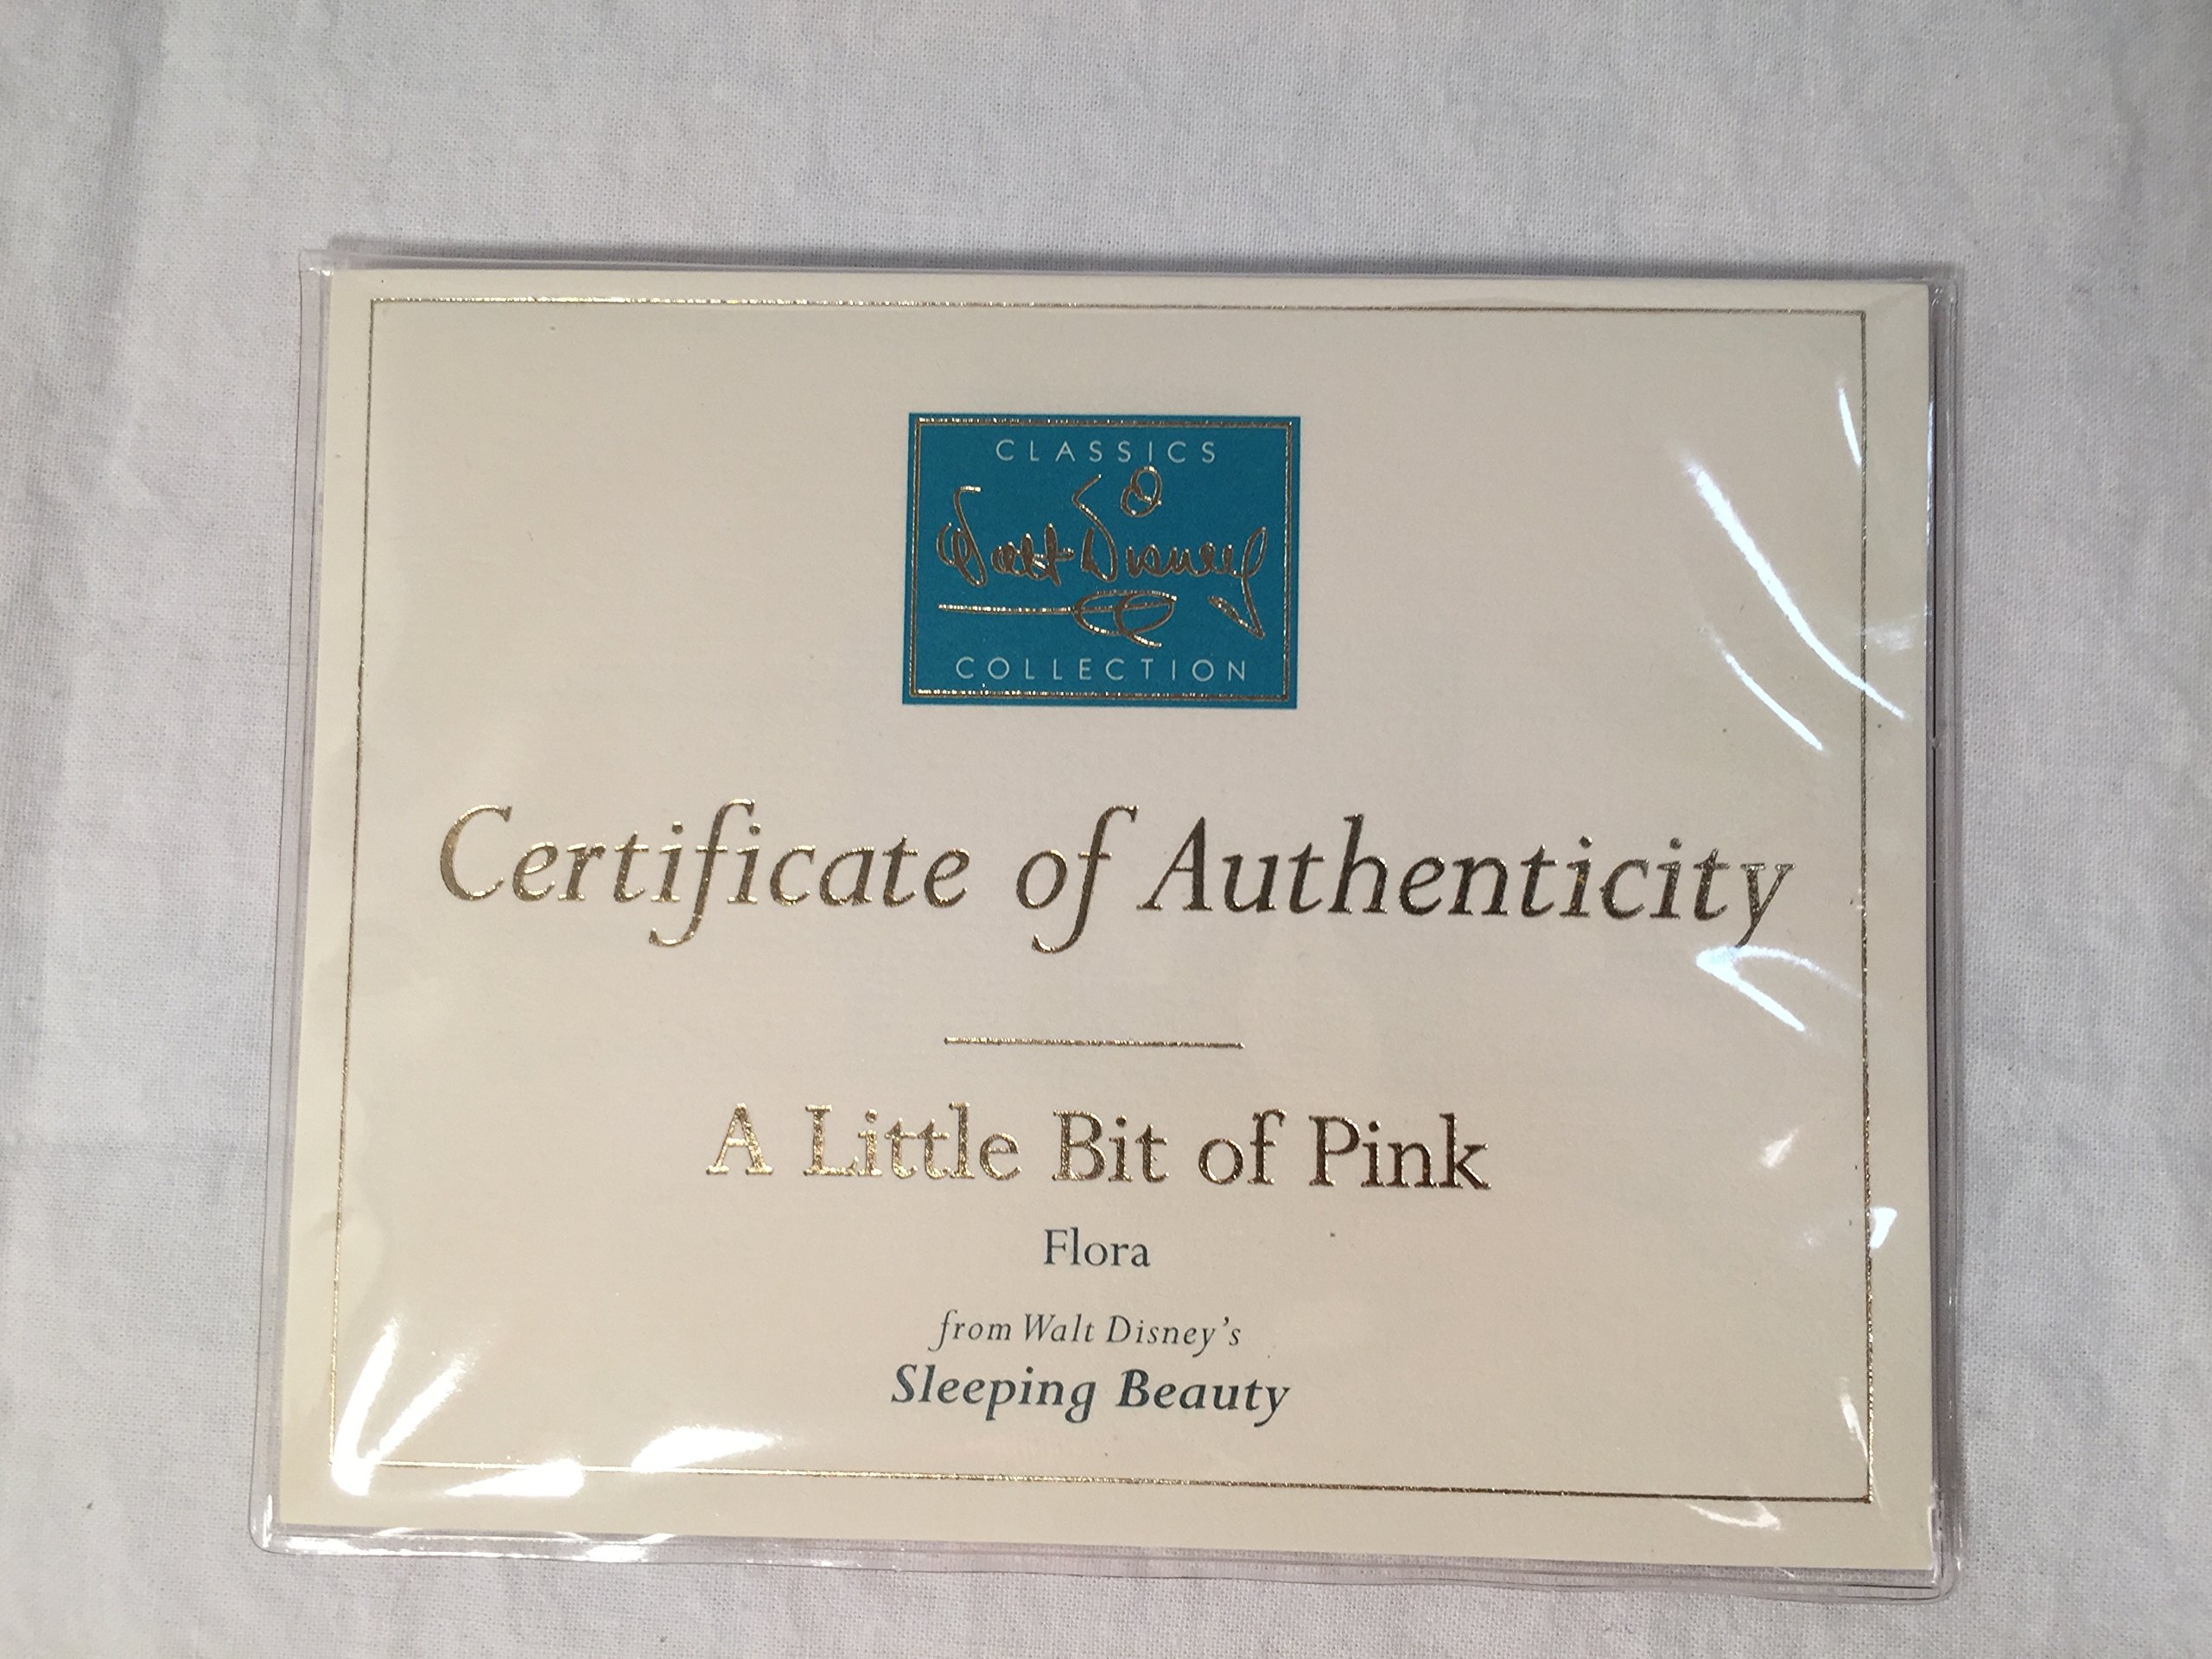 CLASSICS
Walt Disney
COLLECTION
Certificate of Authenticity
A Little Bit of Pink
Flora
from Walt Disney's
Sleeping Beauty